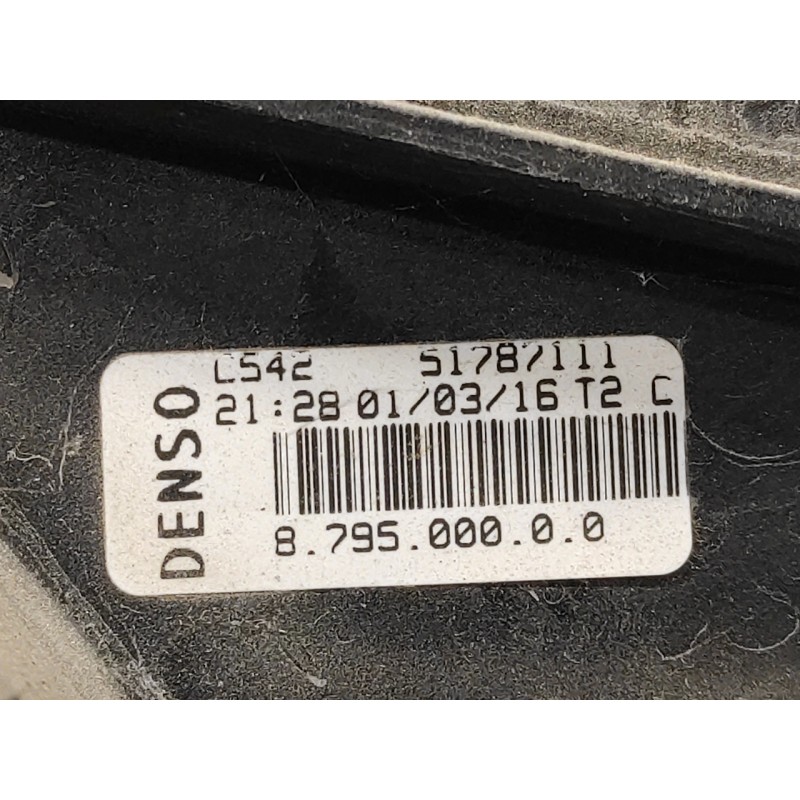 DENSO
C542 51787111
21:28 01/03/16 T2 C
8.795.000.0.0